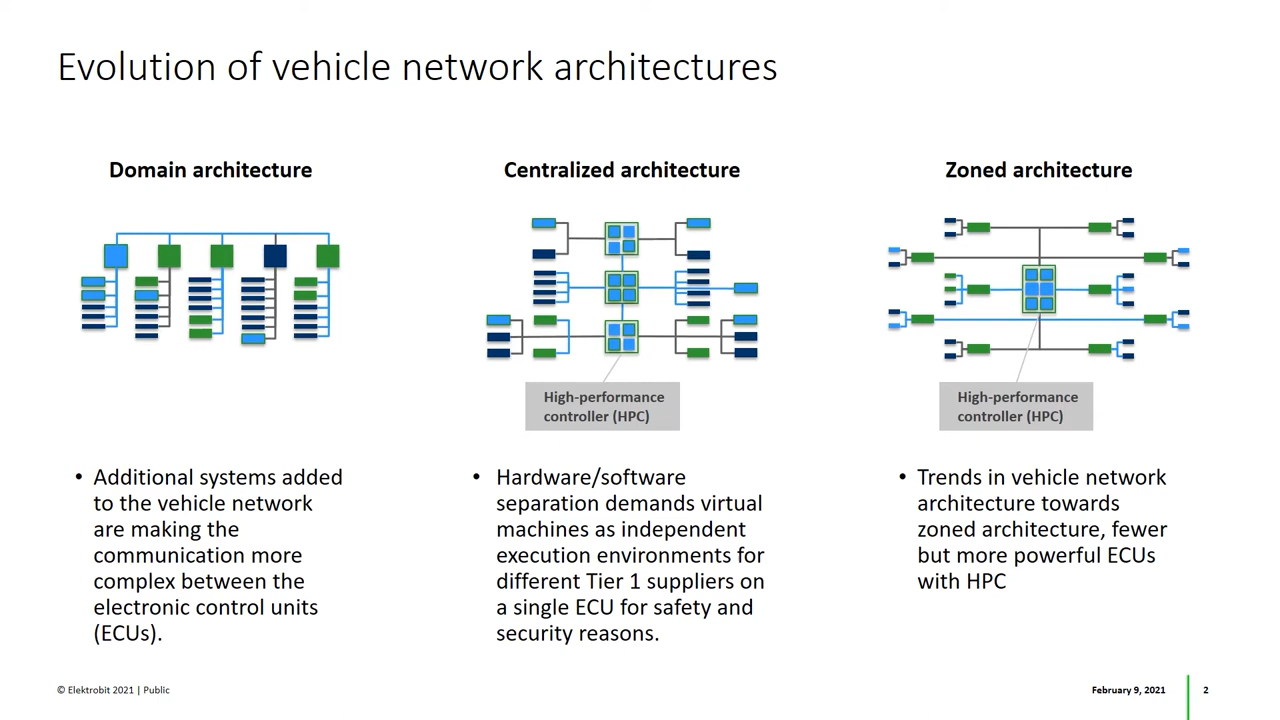 Evolution of vehicle network architectures
Domain architecture
Centralized architecture
Zoned architecture
High-performance
controller (HPC)
High-performance
controller (HPC)
• Additional systems added
to the vehicle network
are making the
communication more
complex between the
electronic control units
(ECUs).
• Hardware/software
separation demands virtual
machines as independent
execution environments for
different Tier 1 suppliers on
a single ECU for safety and
security reasons.
• Trends in vehicle network
architecture towards
zoned architecture, fewer
but more powerful ECUs
with HPC
© Elektrobit 2021 | Public
February 9, 2021
2